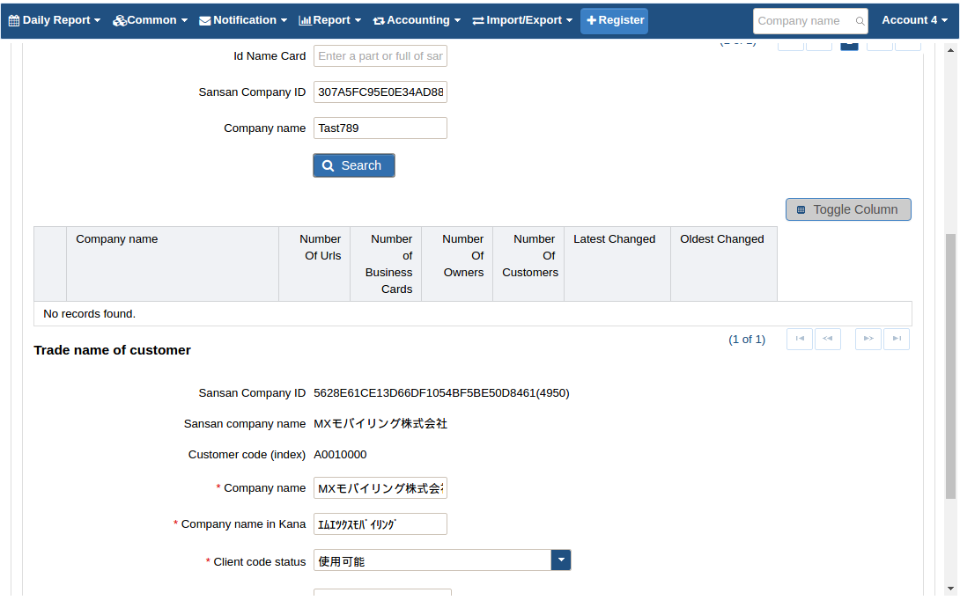 Daily Report Common Notification Report Accounting Import/Export Register Company name Account 4
Id Name Card Enter a part or full of sar
Sansan Company ID 307A5FC95E0E34AD88
Company name Tast789
Search
Toggle Column
Company name Number Of Urls Number of Business Cards Number Of Owners Number Of Customers Latest Changed Oldest Changed
No records found.
(1 of 1)
Trade name of customer
Sansan Company ID 5628E61CE13D66DF1054BF5BE50D8461(4950)
Sansan company name MXモバイリング株式会社
Customer code (index) A0010000
* Company name MXモバイリング株式会
* Company name in Kana ｴﾑｴﾂｸｽﾓﾊﾞｲﾘﾝｸﾞ
* Client code status 使用可能